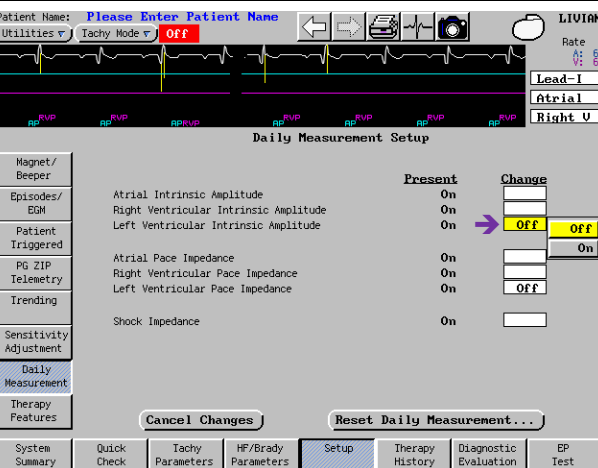 Patient Name: Please Enter Patient Name LIVIAN
Utilities Tachy Mode Off
Rate
A: 6
V: 6
Lead-I
Atrial
Right V
AP RVP AP RVP APRVP AP RVP AP RVP AP RVP AP RVP
Daily Measurement Setup
Magnet/
Beeper
Episodes/
EGM
Patient
Triggered
PG ZIP
Telemetry
Trending
Sensitivity
Adjustment
Daily
Measurement
Therapy
Features
Present Change
Atrial Intrinsic Amplitude On
Right Ventricular Intrinsic Amplitude On
Left Ventricular Intrinsic Amplitude On Off Off
On
Atrial Pace Impedance On
Right Ventricular Pace Impedance On
Left Ventricular Pace Impedance On Off
Shock Impedance On
Cancel Changes Reset Daily Measurement...
System
Summary
Quick
Check
Tachy
Parameters
HF/Brady
Parameters
Setup
Therapy
History
Diagnostic
Evaluation
EP
Test